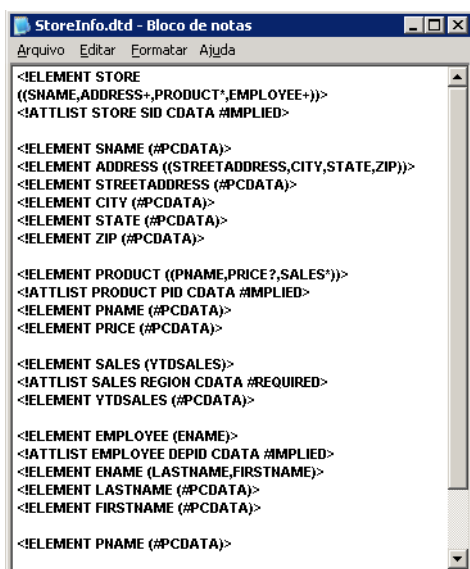 StoreInfo.dtd - Bloco de notas
Arquivo Editar Formatar Ajuda
<!ELEMENT STORE
((SNAME,ADDRESS+,PRODUCT*,EMPLOYEE+))>
<!ATTLIST STORE SID CDATA #IMPLIED>
<!ELEMENT SNAME (#PCDATA)>
<!ELEMENT ADDRESS ((STREETADDRESS,CITY,STATE,ZIP))>
<!ELEMENT STREETADDRESS (#PCDATA)>
<!ELEMENT CITY (#PCDATA)>
<!ELEMENT STATE (#PCDATA)>
<!ELEMENT ZIP (#PCDATA)>
<!ELEMENT PRODUCT ((PNAME,PRICE?,SALES*))>
<!ATTLIST PRODUCT PID CDATA #IMPLIED>
<!ELEMENT PNAME (#PCDATA)>
<!ELEMENT PRICE (#PCDATA)>
<!ELEMENT SALES (YTDSALES)>
<!ATTLIST SALES REGION CDATA #REQUIRED>
<!ELEMENT YTDSALES (#PCDATA)>
<!ELEMENT EMPLOYEE (ENAME)>
<!ATTLIST EMPLOYEE DEPID CDATA #IMPLIED>
<!ELEMENT ENAME (LASTNAME,FIRSTNAME)>
<!ELEMENT LASTNAME (#PCDATA)>
<!ELEMENT FIRSTNAME (#PCDATA)>
<!ELEMENT PNAME (#PCDATA)>